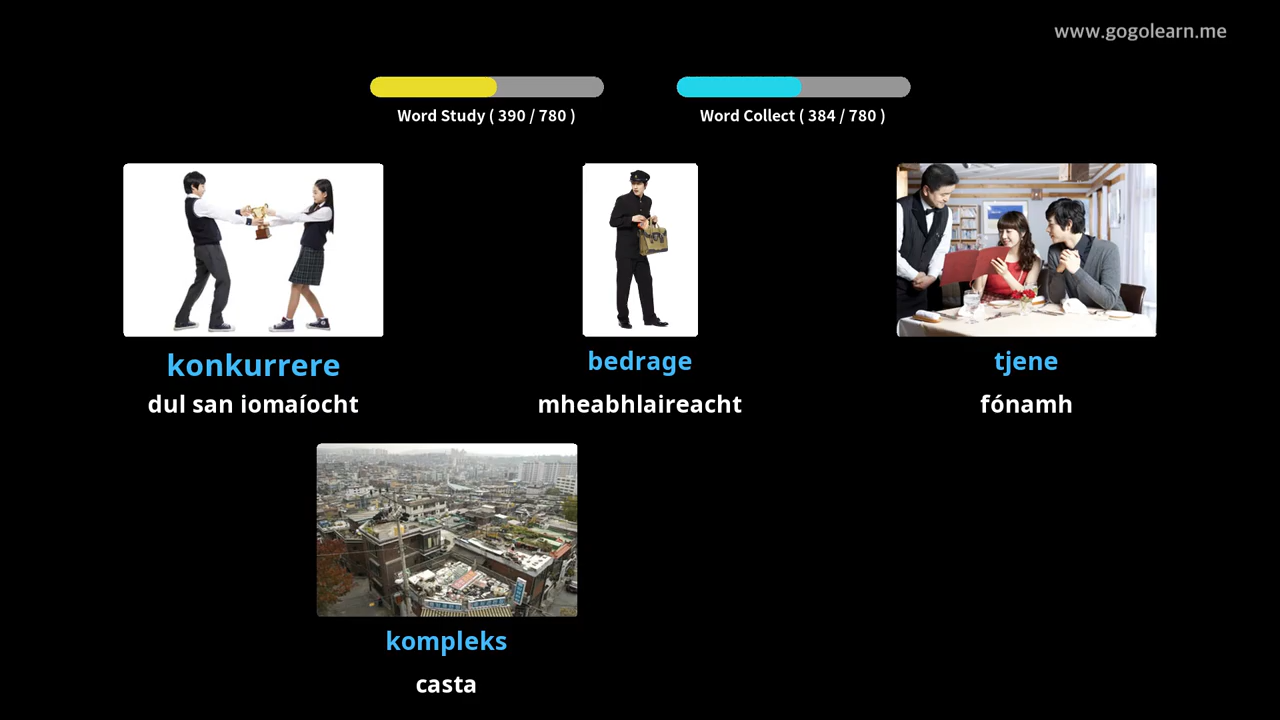 www.gogolearn.me
Word Study ( 390 / 780 )
Word Collect ( 384 / 780 )
konkurrere
dul san iomaíocht
bedrage
mheabhlaireacht
tjene
fónamh
kompleks
casta